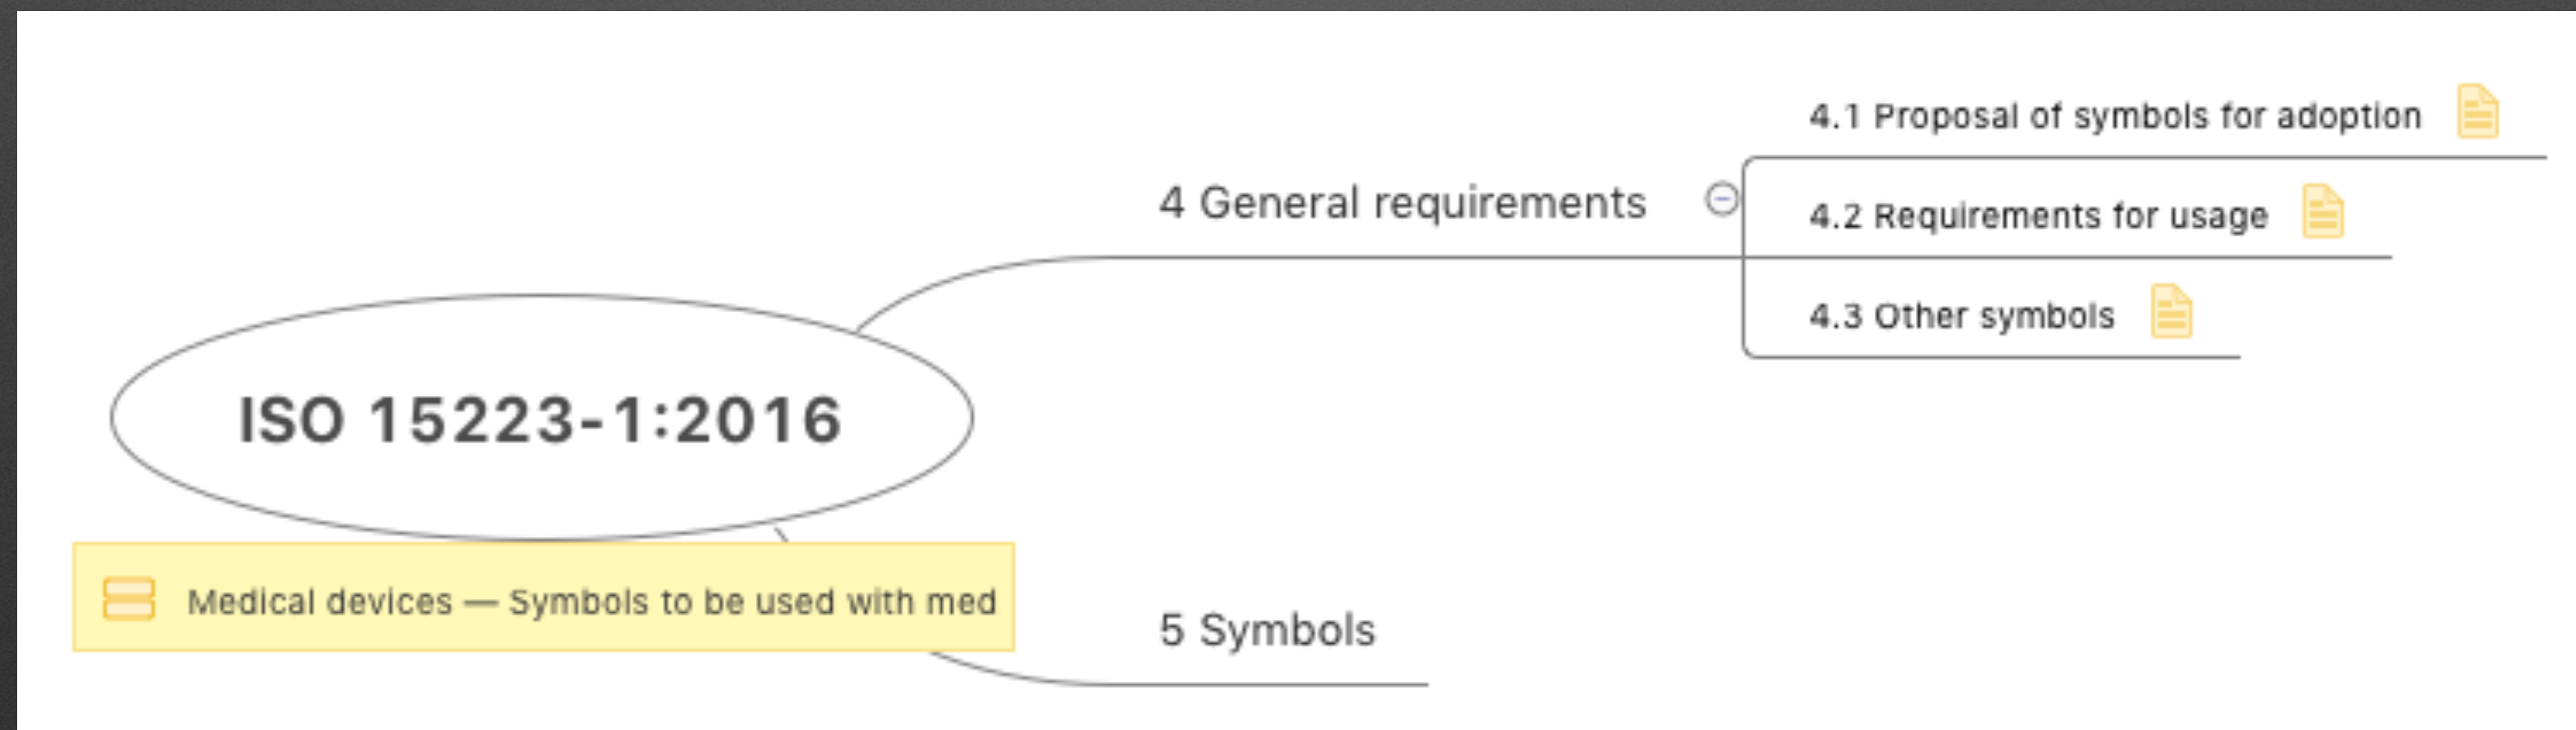 4.1 Proposal of symbols for adoption
4 General requirements
4.2 Requirements for usage
4.3 Other symbols
ISO 15223-1:2016
Medical devices — Symbols to be used with med
5 Symbols